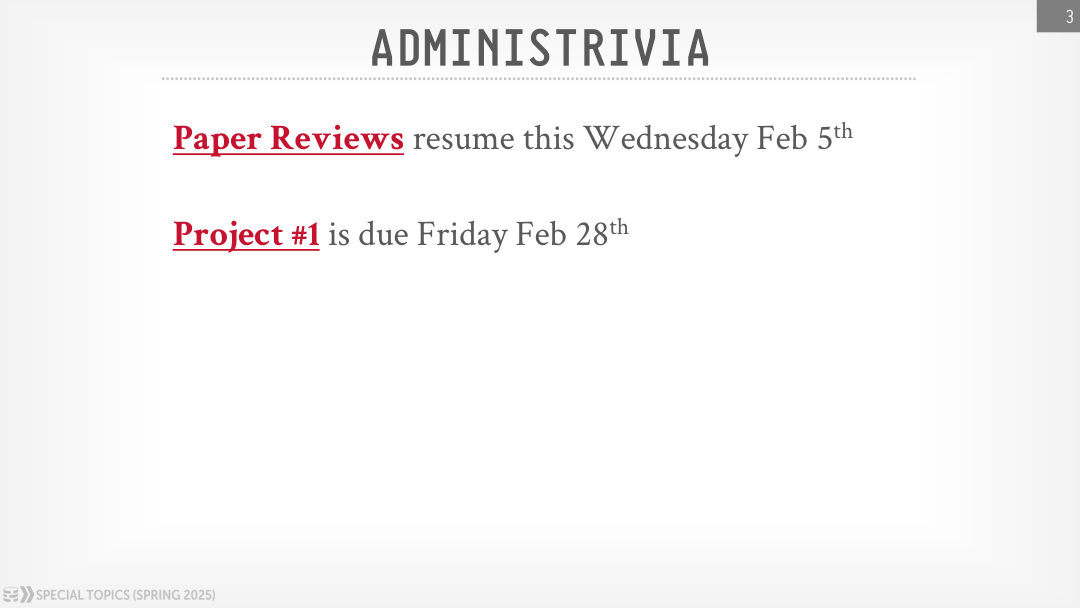 3
ADMINISTRIVIA
Paper Reviews resume this Wednesday Feb 5th
Project #1 is due Friday Feb 28th
SPECIAL TOPICS (SPRING 2025)